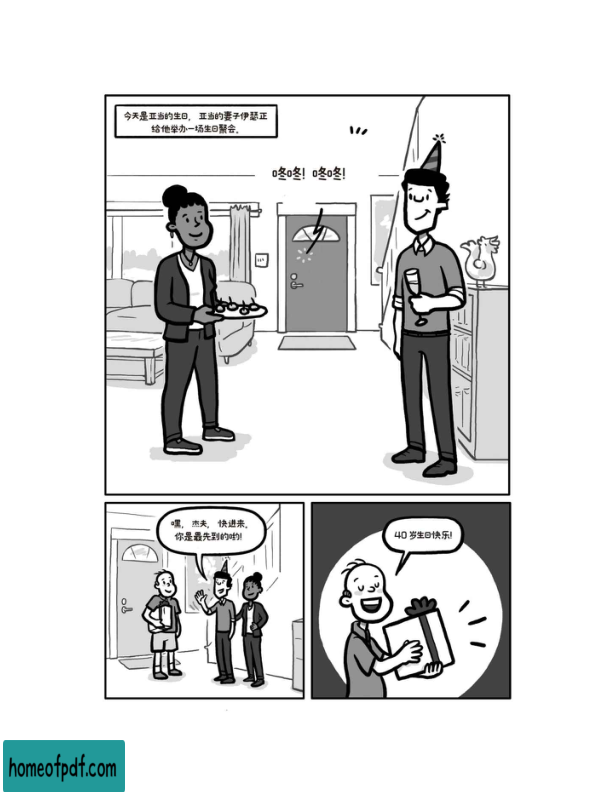 今天是亚当的生日，亚当的妻子伊瑟正
给他举办一场生日聚会。
咚咚！咚咚！
嘿，杰夫，快进来，
你是最先到的哟！
40岁生日快乐！
homeofpdf.com